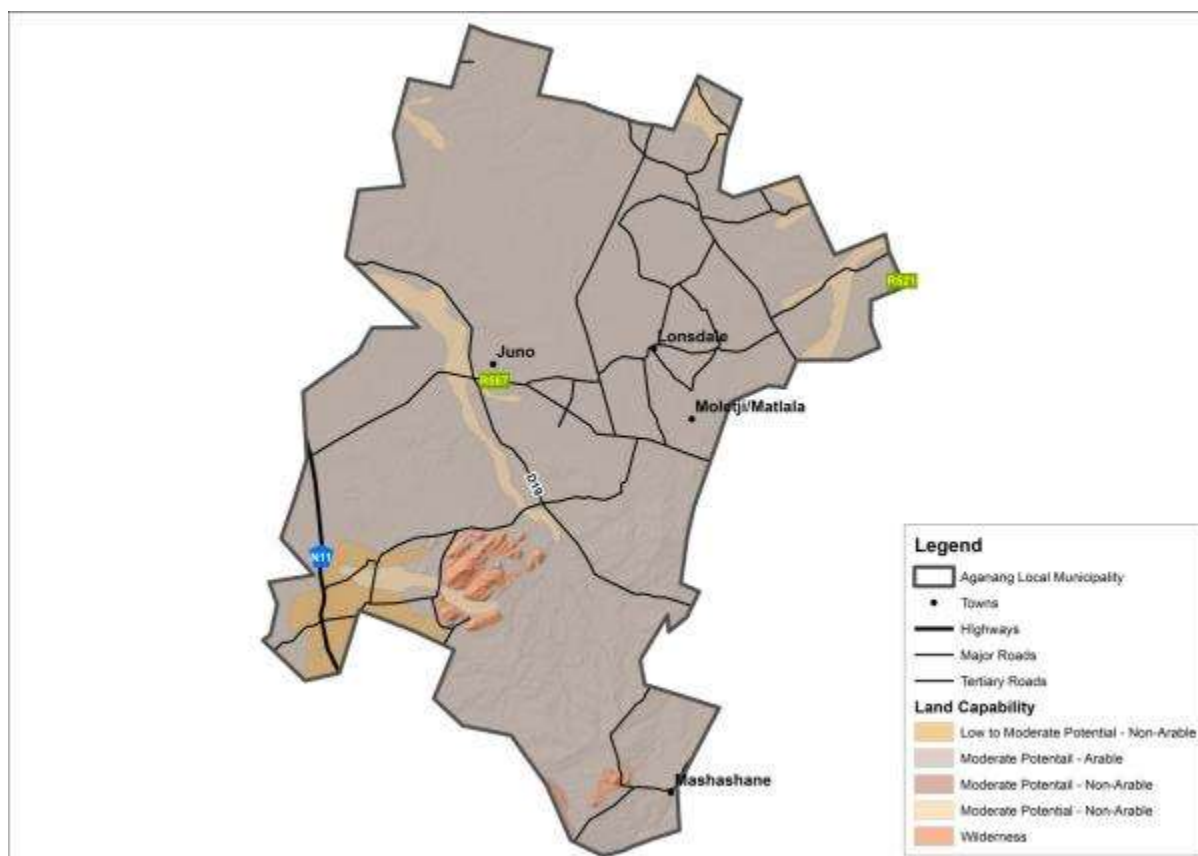 R521
Lonsdale
Juno
R567
Moletji/Matlala
D19
N11
Mashashane
Legend
Aganang Local Municipality
Towns
Highways
Major Roads
Tertiary Roads
Land Capability
Low to Moderate Potential - Non-Arable
Moderate Potentail - Arable
Moderate Potentail - Non-Arable
Moderate Potential - Non-Arable
Wilderness